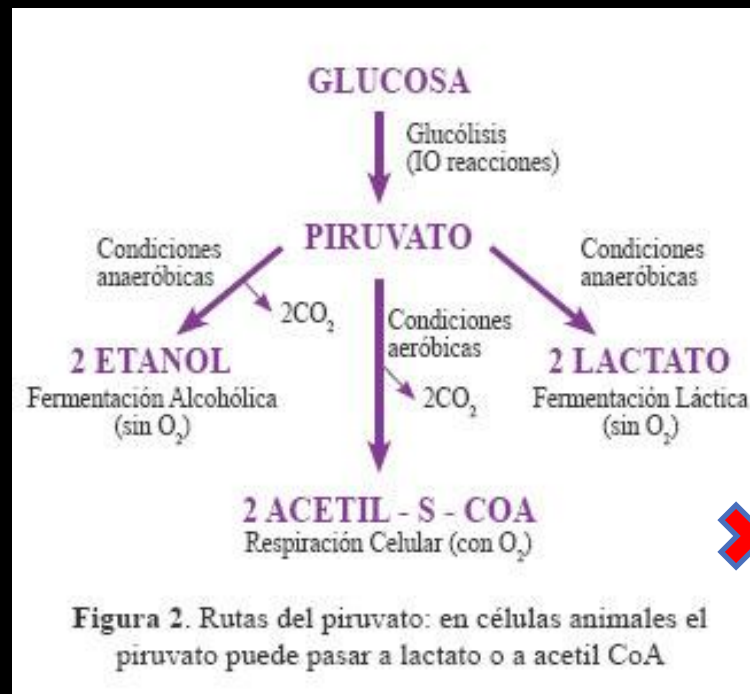 GLUCOSA
Glucólisis
(IO reacciones)
PIRUVATO
Condiciones
anaeróbicas
2CO₂
Condiciones
aeróbicas
2CO₂
Condiciones
anaeróbicas
2 ETANOL
Fermentación Alcohólica
(sin O₂)
2 LACTATO
Fermentación Láctica
(sin O₂)
2 ACETIL - S - COA
Respiración Celular (con O₂)
Figura 2. Rutas del piruvato: en células animales el
piruvato puede pasar a lactato o a acetil CoA